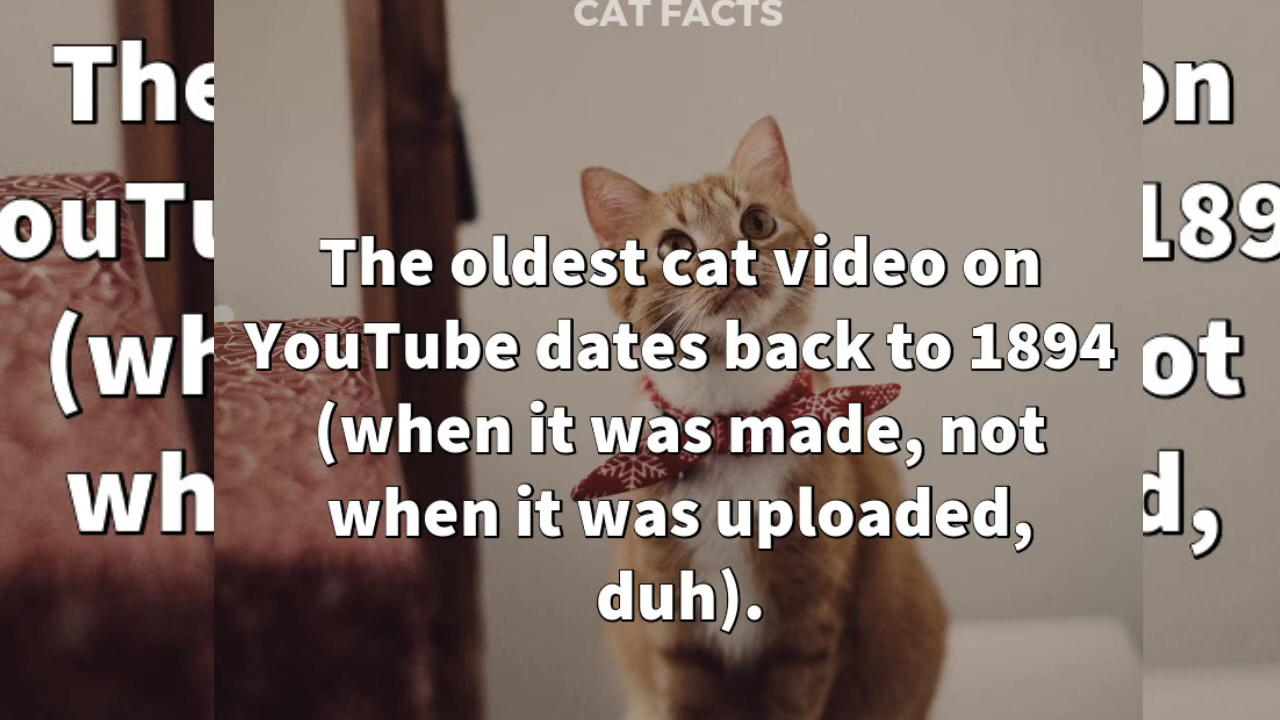 CAT FACTS
The oldest cat video on
YouTube dates back to 1894
(when it was made, not
when it was uploaded,
duh).